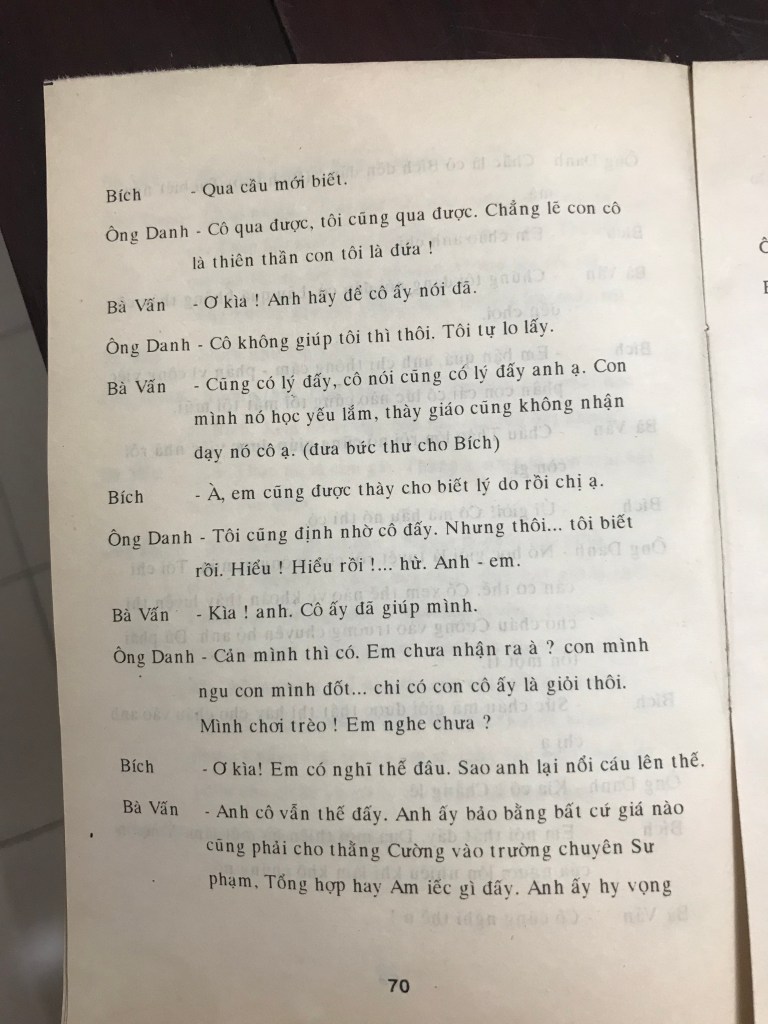 Bích - Qua cầu mới biết.
Ông Danh - Cô qua được, tôi cũng qua được. Chẳng lẽ con cô
là thiên thần con tôi là đứa !
Bà Vấn - Ơ kìa ! Anh hãy để cô ấy nói đã.
Ông Danh - Cô không giúp tôi thì thôi. Tôi tự lo lấy.
Bà Vấn - Cũng có lý đấy, cô nói cũng có lý đấy anh ạ. Con
mình nó học yếu lắm, thày giáo cũng không nhận
dạy nó cô ạ. (đưa bức thư cho Bích)
Bích - À, em cũng được thày cho biết lý do rồi chị ạ.
Ông Danh - Tôi cũng định nhờ cô đấy. Nhưng thôi... tôi biết
rồi. Hiểu ! Hiểu rồi !... hừ. Anh - em.
Bà Vấn - Kìa ! anh. Cô ấy đã giúp mình.
Ông Danh - Cản mình thì có. Em chưa nhận ra à ? con mình
ngu con mình đốt... chỉ có con cô ấy là giỏi thôi.
Mình chơi trèo ! Em nghe chưa ?
Bích - Ơ kìa! Em có nghĩ thế đâu. Sao anh lại nổi cáu lên thế.
Bà Vấn - Anh cô vẫn thế đấy. Anh ấy bảo bằng bất cứ giá nào
cũng phải cho thằng Cường vào trường chuyên Sư
phạm, Tổng hợp hay Am iếc gì đấy. Anh ấy hy vọng
70